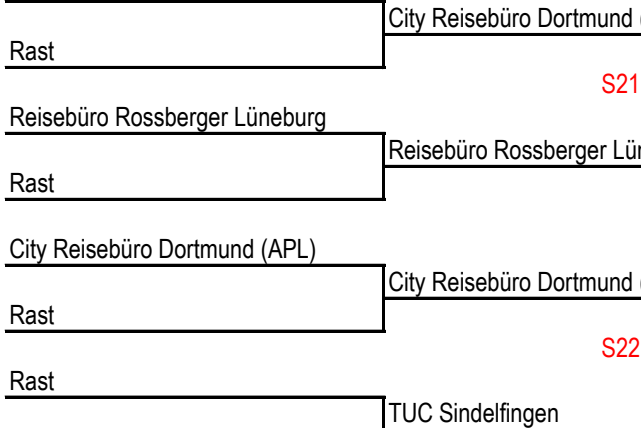 City Reisebüro Dortmund
Rast
S21
Reisebüro Rossberger Lüneburg
Reisebüro Rossberger
Rast
City Reisebüro Dortmund (APL)
City Reisebüro Dortmund
Rast
S22
Rast
TUC Sindelfingen